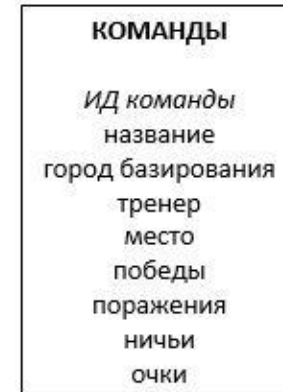 КОМАНДЫ
ИД команды
название
город базирования
тренер
место
победы
поражения
ничьи
очки